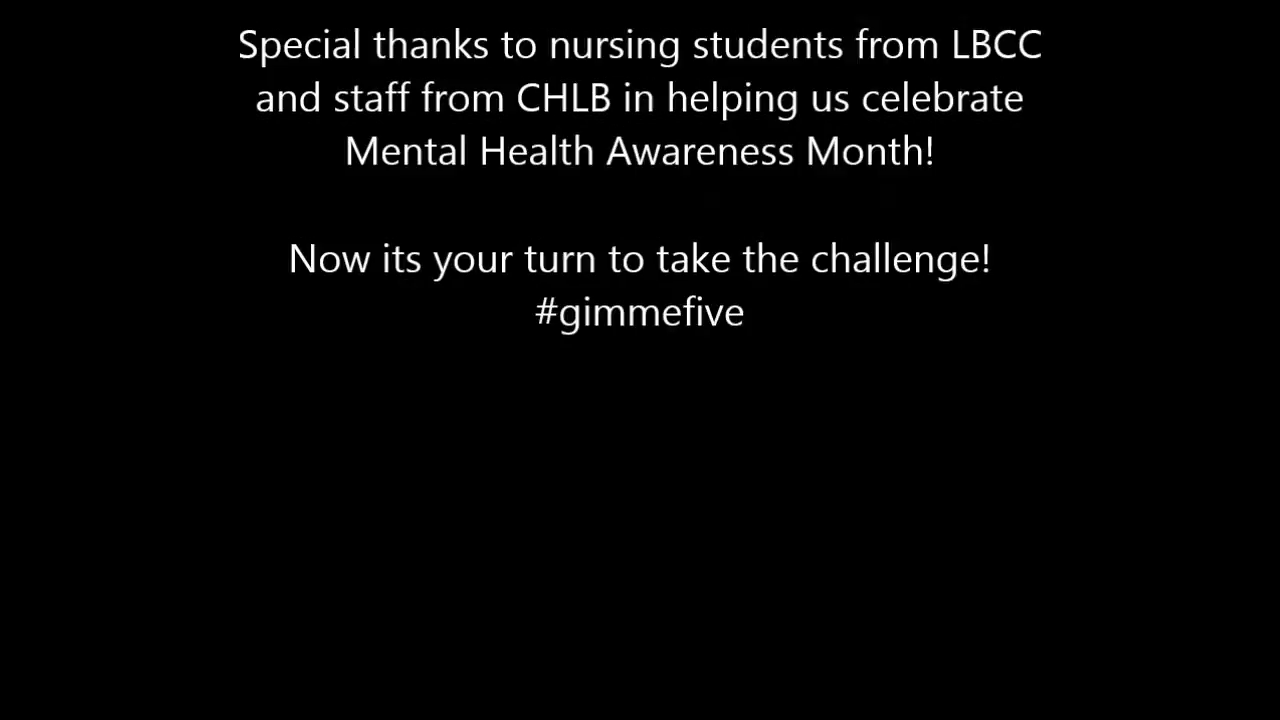 Special thanks to nursing students from LBCC
and staff from CHLB in helping us celebrate
Mental Health Awareness Month!
Now its your turn to take the challenge!
#gimmefive